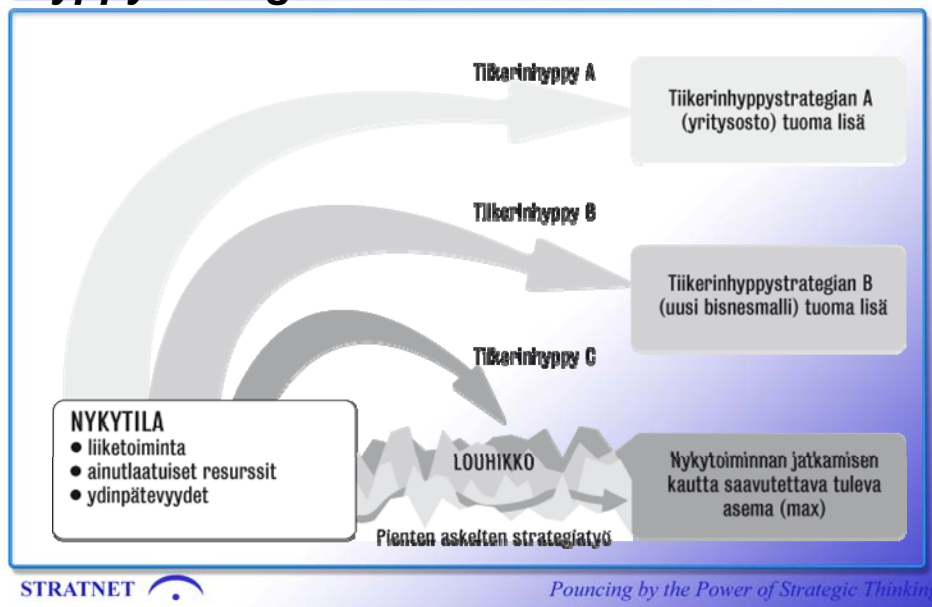 Tiikerinhyppy A
Tiikerinhyppystrategian A
(yritysosto) tuoma lisä
Tiikerinhyppy B
Tiikerinhyppystrategian B
(uusi bisnesmalli) tuoma lisä
Tiikerinhyppy C
NYKYTILA
● liiketoiminta
● ainutlaatuiset resurssit
● ydinpätevyydet
LOUHIKKO
Nykytoiminnan jatkamisen
kautta saavutettava tuleva
asema (max)
Pienten askelten strategiatyö
STRATNET
Pouncing by the Power of Strategic Thinking